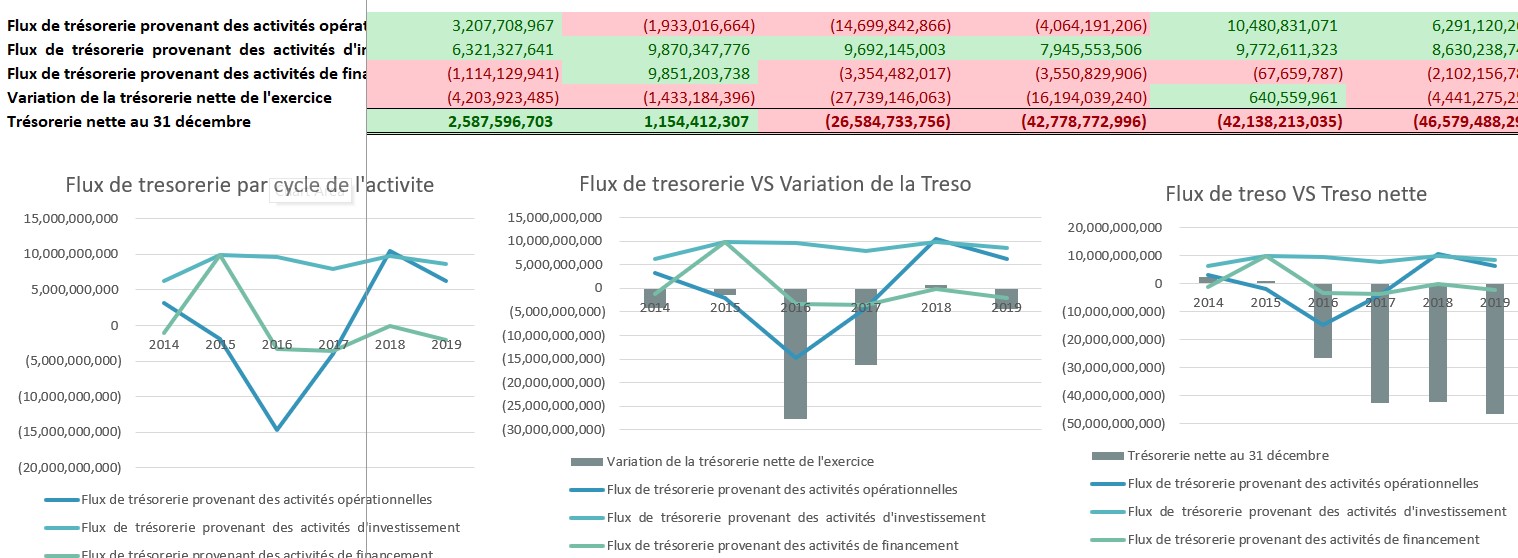 Flux de trésorerie provenant des activités opérat 3,207,708,967 (1,933,016,664) (14,699,842,866) (4,064,191,206) 10,480,831,071 6,291,120,2
Flux de trésorerie provenant des activités d'in 6,321,327,641 9,870,347,776 9,692,145,003 7,945,553,506 9,772,611,323 8,630,238,7
Flux de trésorerie provenant des activités de fina (1,114,129,941) 9,851,203,738 (3,354,482,017) (3,550,829,906) (67,659,787) (2,102,156,7
Variation de la trésorerie nette de l'exercice (4,203,923,485) (1,433,184,396) (27,739,146,063) (16,194,039,240) 640,559,961 (4,441,275,2
Trésorerie nette au 31 décembre 2,587,596,703 1,154,412,307 (26,584,733,756) (42,778,772,996) (42,138,213,035) (46,579,488,2
Flux de tresorerie par cycle de l'activite
15,000,000,000
10,000,000,000
5,000,000,000
0
2014 2015 2016 2017 2018 2019
(5,000,000,000)
(10,000,000,000)
(15,000,000,000)
(20,000,000,000)
Flux de trésorerie provenant des activités opérationnelles
Flux de trésorerie provenant des activités d'investissement
Flux de trésorerie provenant des activités de financement
Flux de tresorerie VS Variation de la Treso
15,000,000,000
10,000,000,000
5,000,000,000
0
2014 2015 2016 2017 2018 2019
(5,000,000,000)
(10,000,000,000)
(15,000,000,000)
(20,000,000,000)
(25,000,000,000)
(30,000,000,000)
Variation de la trésorerie nette de l'exercice
Flux de trésorerie provenant des activités opérationnelles
Flux de trésorerie provenant des activités d'investissement
Flux de trésorerie provenant des activités de financement
Flux de treso VS Treso nette
20,000,000,000
10,000,000,000
0
2014 2015 2016 2017 2018 2019
(10,000,000,000)
(20,000,000,000)
(30,000,000,000)
(40,000,000,000)
(50,000,000,000)
Trésorerie nette au 31 décembre
Flux de trésorerie provenant des activités opérationnelles
Flux de trésorerie provenant des activités d'investissement
Flux de trésorerie provenant des activités de financement